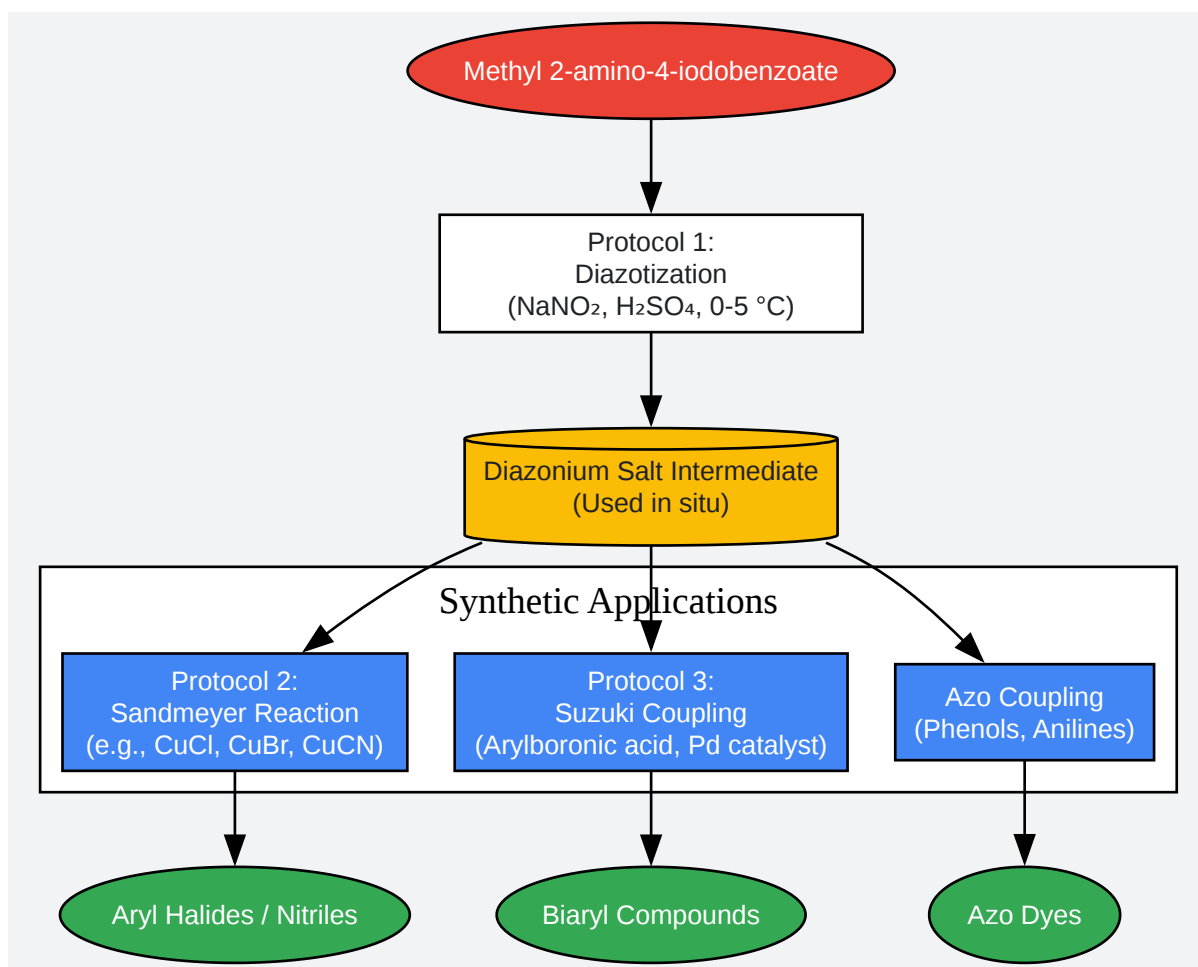 Methyl 2-amino-4-iodobenzoate
Protocol 1:
Diazotization
(NaNO₂, H₂SO₄, 0-5 °C)
Diazonium Salt Intermediate
(Used in situ)
Synthetic Applications
Protocol 2:
Sandmeyer Reaction
(e.g., CuCl, CuBr, CuCN)
Protocol 3:
Suzuki Coupling
(Arylboronic acid, Pd catalyst)
Azo Coupling
(Phenols, Anilines)
Aryl Halides / Nitriles
Biaryl Compounds
Azo Dyes